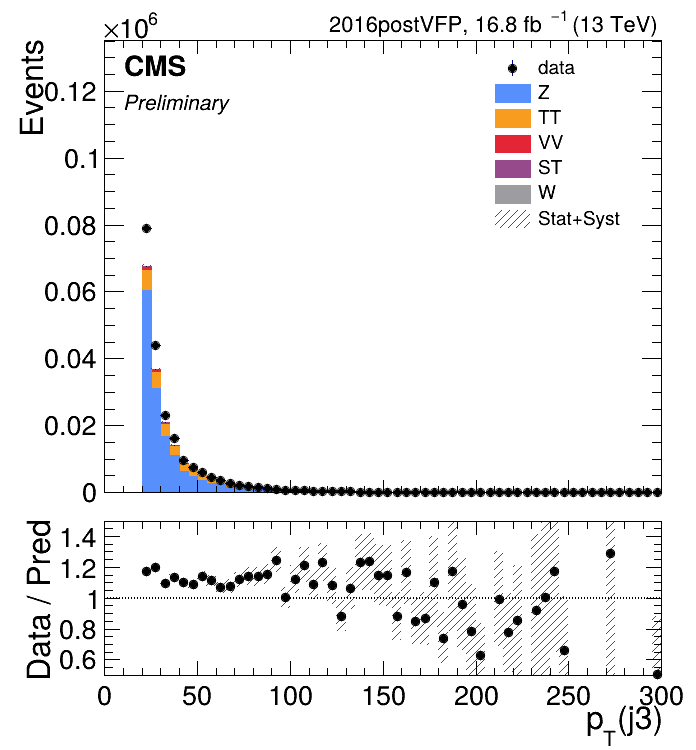 ×10⁶
2016postVFP, 16.8 fb ⁻¹ (13 TeV)
CMS
Preliminary
Events
data
Z
TT
VV
ST
W
Stat+Syst
0.12
0.1
0.08
0.06
0.04
0.02
0
Data / Pred
1.4
1.2
1
0.8
0.6
0 50 100 150 200 250 300
p_T(j3)